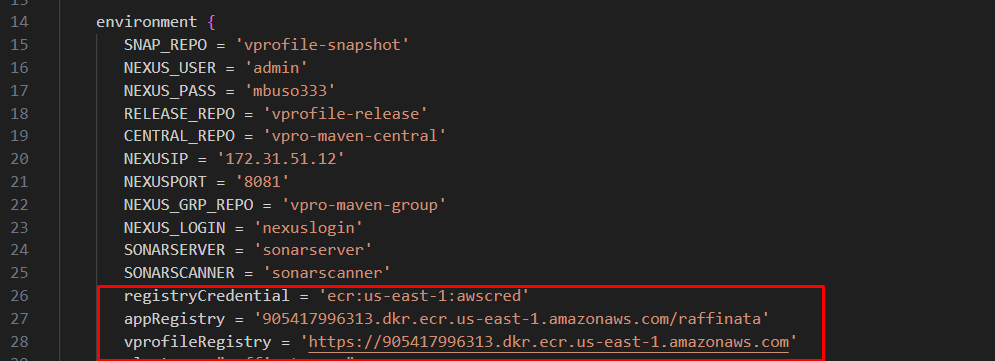 14 environment {
15 SNAP_REPO = 'vprofile-snapshot'
16 NEXUS_USER = 'admin'
17 NEXUS_PASS = 'mbuso333'
18 RELEASE_REPO = 'vprofile-release'
19 CENTRAL_REPO = 'vpro-maven-central'
20 NEXUSIP = '172.31.51.12'
21 NEXUSPORT = '8081'
22 NEXUS_GRP_REPO = 'vpro-maven-group'
23 NEXUS_LOGIN = 'nexuslogin'
24 SONARSERVER = 'sonarserver'
25 SONARSCANNER = 'sonarscanner'
26 registryCredential = 'ecr:us-east-1:awscred'
27 appRegistry = '905417996313.dkr.ecr.us-east-1.amazonaws.com/raffinata'
28 vprofileRegistry = 'https://905417996313.dkr.ecr.us-east-1.amazonaws.com'